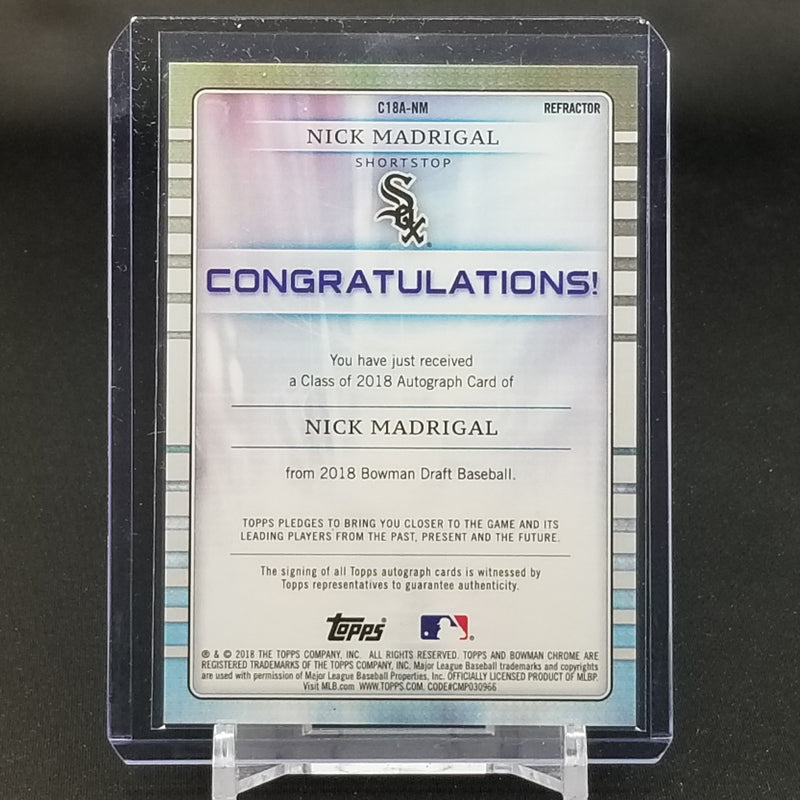 C18A-NM
REFRACTOR
NICK MADRIGAL
SHORTSTOP
Sox
CONGRATULATIONS!
You have just received
a Class of 2018 Autograph Card of
NICK MADRIGAL
from 2018 Bowman Draft Baseball.
TOPPS PLEDGES TO BRING YOU CLOSER TO THE GAME AND ITS
LEADING PLAYERS FROM THE PAST, PRESENT AND THE FUTURE.
The signing of all Topps autograph cards is witnessed by
Topps representatives to guarantee authenticity.
Topps
® & © 2018 THE TOPPS COMPANY, INC. ALL RIGHTS RESERVED. TOPPS AND BOWMAN CHROME ARE
REGISTERED TRADEMARKS OF THE TOPPS COMPANY, INC. Major League Baseball trademarks and copyrights
are used with permission of Major League Baseball Properties, Inc. OFFICIALLY LICENSED PRODUCT OF MLBP.
Visit MLB.com WWW.TOPPS.COM. CODE#CMP030966